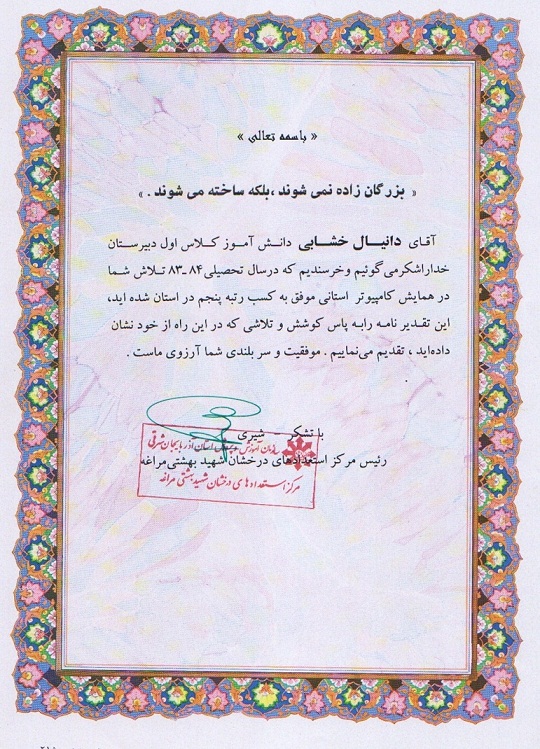 « باسمه تعالی »
« بزرگان زاده نمی شوند ،بلکه ساخته می شوند . »
آقای دانیال خشابی دانش آموز کلاس اول دبیرستان
خداراشکرمی گوئیم وخرسندیم که درسال تحصیلی ۸۴ـ۸۳ تلاش شما
در همایش کامپیوتر استانی موفق به کسب رتبه پنجم در استان شده اید،
این تقدیر نامه رابه پاس کوشش و تلاشی که در این راه از خود نشان
داده‌اید ، تقدیم می‌نماییم . موفقیت و سر بلندی شما آرزوی ماست .
با تشکر - شیری
سازمان آموزش و پرورش استان آذربایجان شرقی
رئیس مرکز استعدادهای درخشان شهید بهشتی مراغه
مرکز استعدادهای درخشان شهید بهشتی مراغه